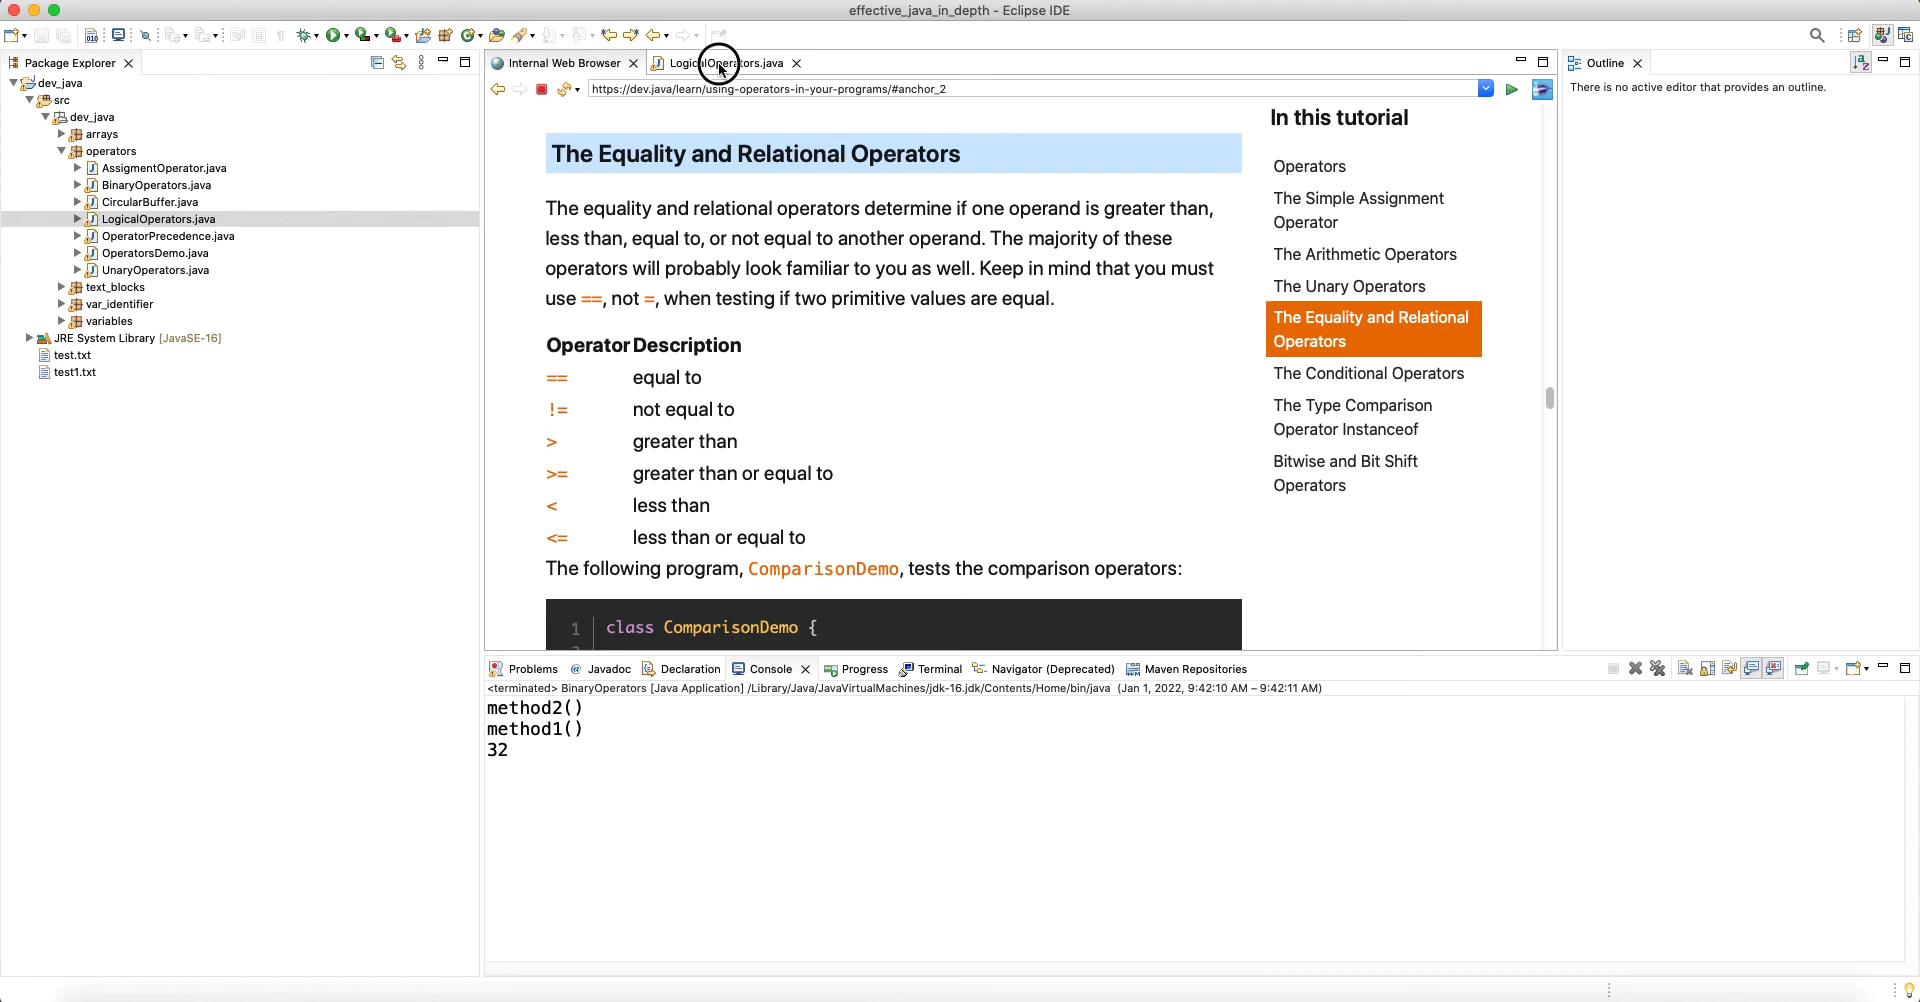 effective_java_in_depth - Eclipse IDE
Package Explorer
dev_java
src
dev_java
arrays
operators
AssigmentOperator.java
BinaryOperators.java
CircularBuffer.java
LogicalOperators.java
OperatorPrecedence.java
OperatorsDemo.java
UnaryOperators.java
text_blocks
var_identifier
variables
JRE System Library [JavaSE-16]
test.txt
test1.txt
Internal Web Browser
LogicalOperators.java
https://dev.java/learn/using-operators-in-your-programs/#anchor_2
The Equality and Relational Operators
The equality and relational operators determine if one operand is greater than,
less than, equal to, or not equal to another operand. The majority of these
operators will probably look familiar to you as well. Keep in mind that you must
use ==, not =, when testing if two primitive values are equal.
Operator Description
== equal to
!= not equal to
> greater than
>= greater than or equal to
< less than
<= less than or equal to
The following program, ComparisonDemo, tests the comparison operators:
1 class ComparisonDemo {
In this tutorial
Operators
The Simple Assignment
Operator
The Arithmetic Operators
The Unary Operators
The Equality and Relational
Operators
The Conditional Operators
The Type Comparison
Operator Instanceof
Bitwise and Bit Shift
Operators
Outline
There is no active editor that provides an outline.
Problems Javadoc Declaration Console Progress Terminal Navigator (Deprecated) Maven Repositories
<terminated> BinaryOperators [Java Application] /Library/Java/JavaVirtualMachines/jdk-16.jdk/Contents/Home/bin/java (Jan 1, 2022, 9:42:10 AM – 9:42:11 AM)
method2()
method1()
32